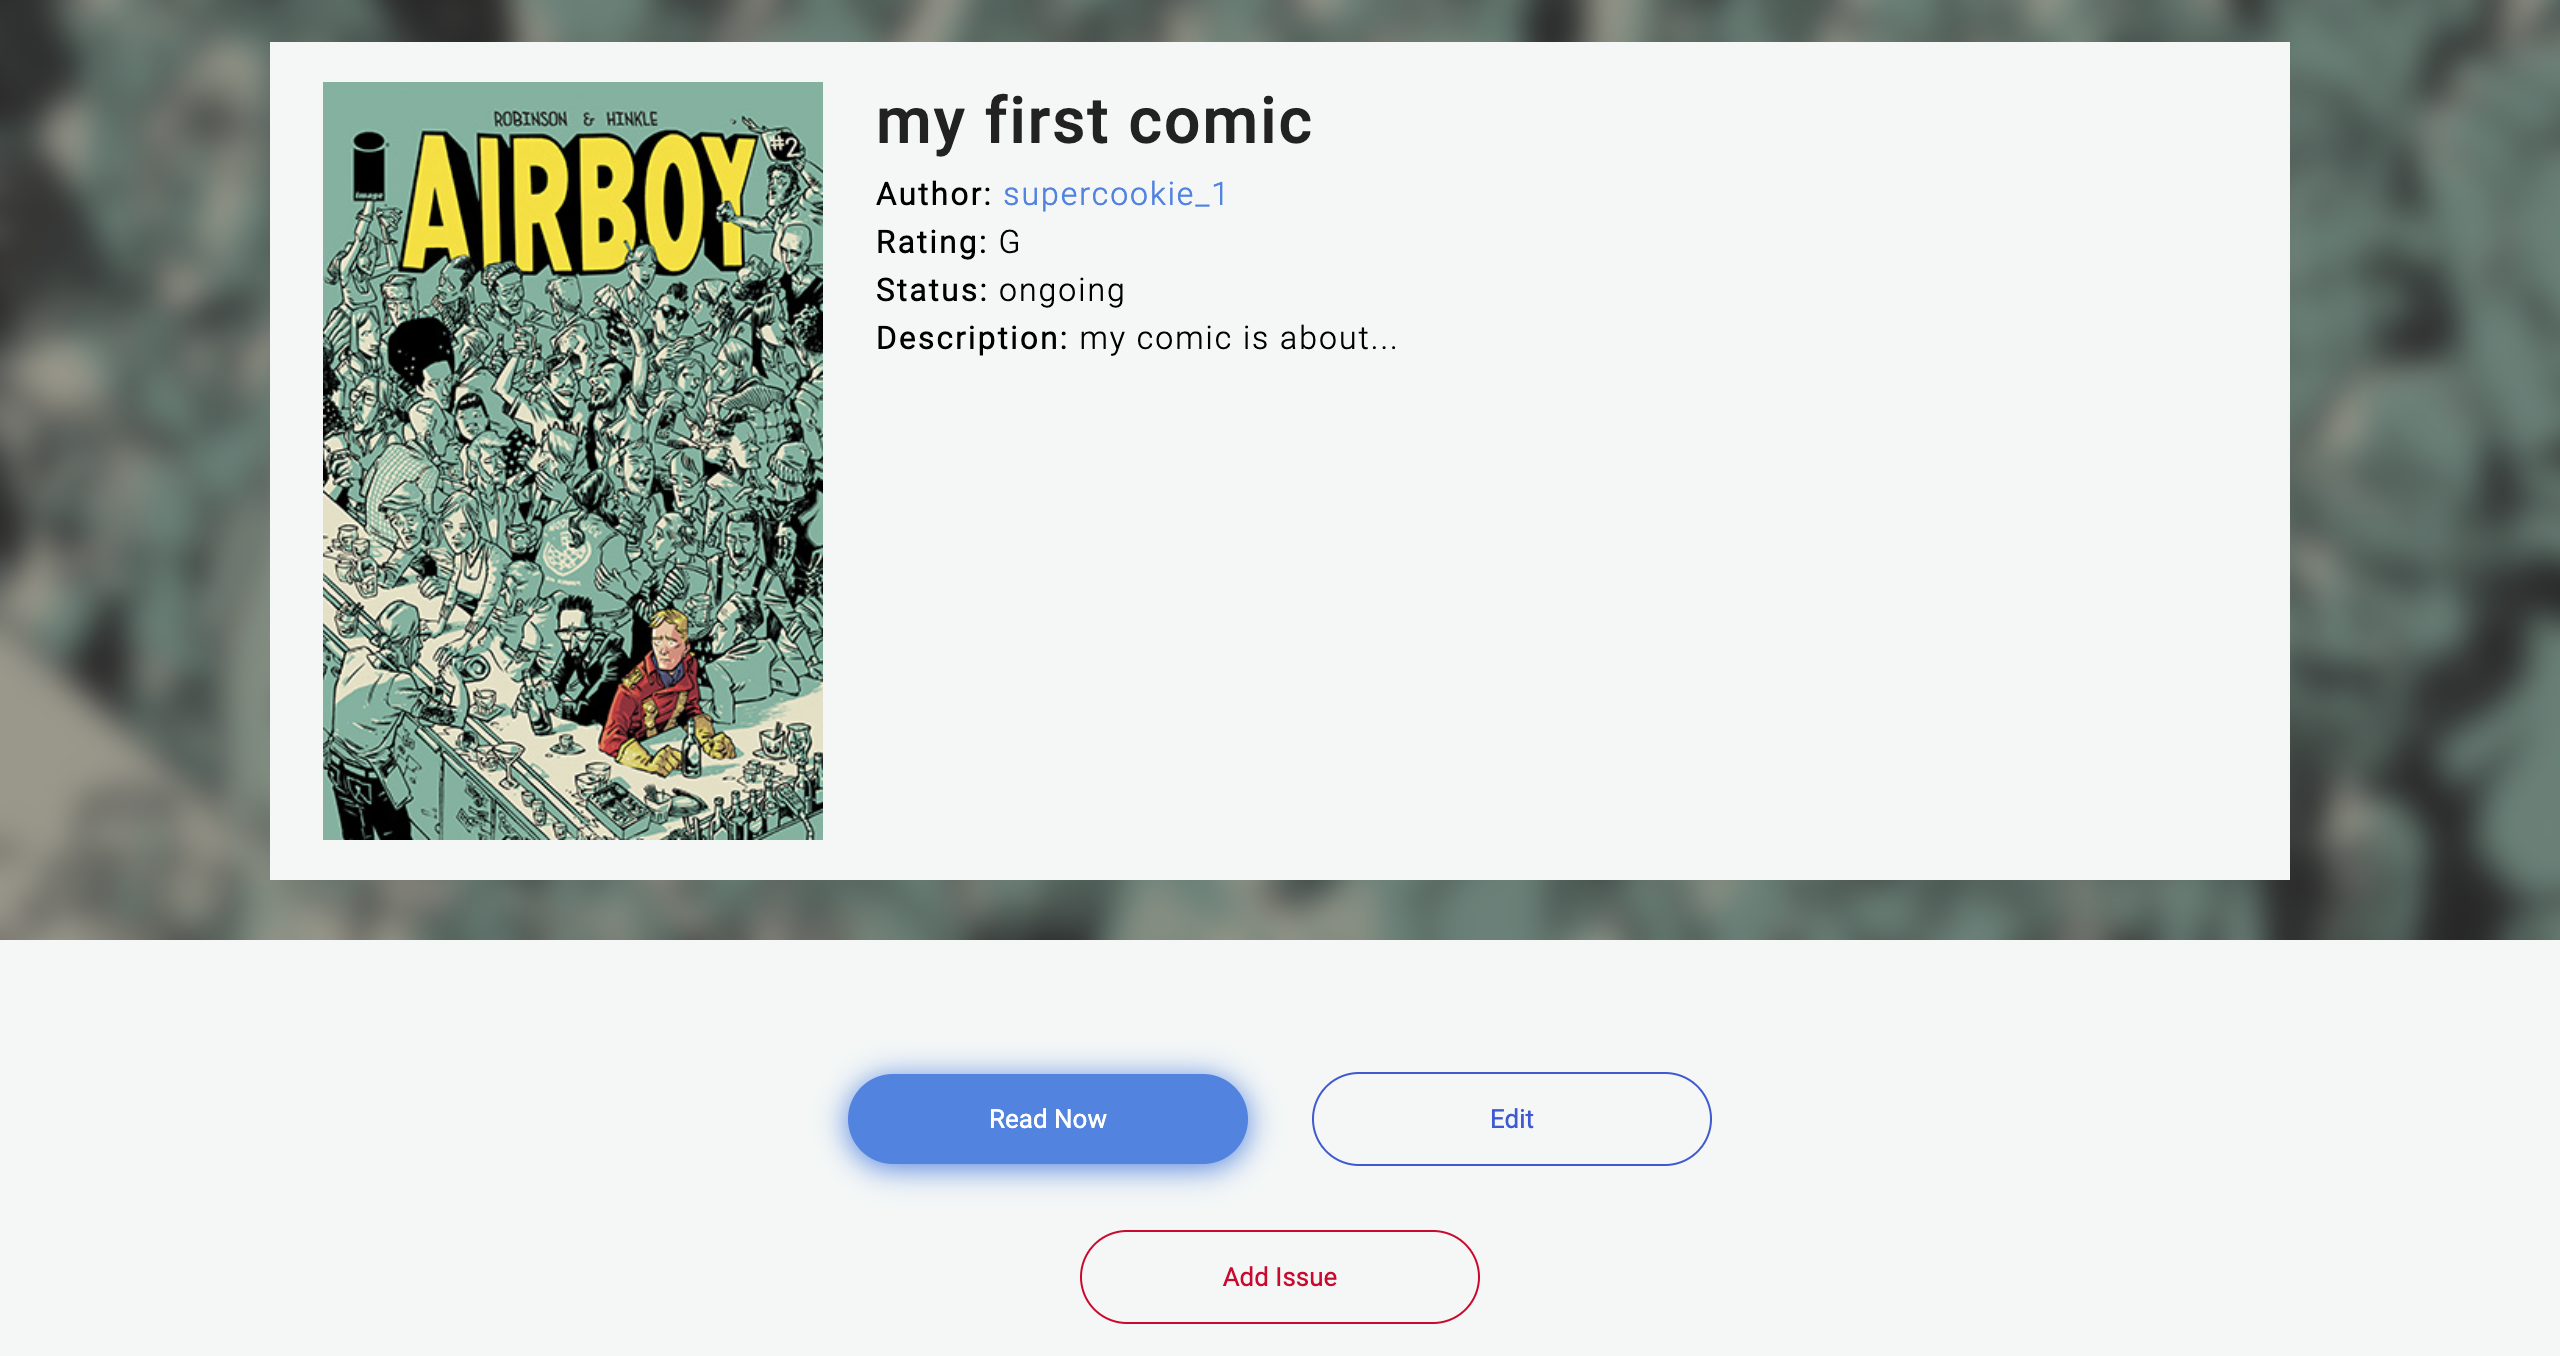 ROBINSON & HINKLE
AIRBOY
#2
image
my first comic
Author: supercookie_1
Rating: G
Status: ongoing
Description: my comic is about...
Read Now
Edit
Add Issue